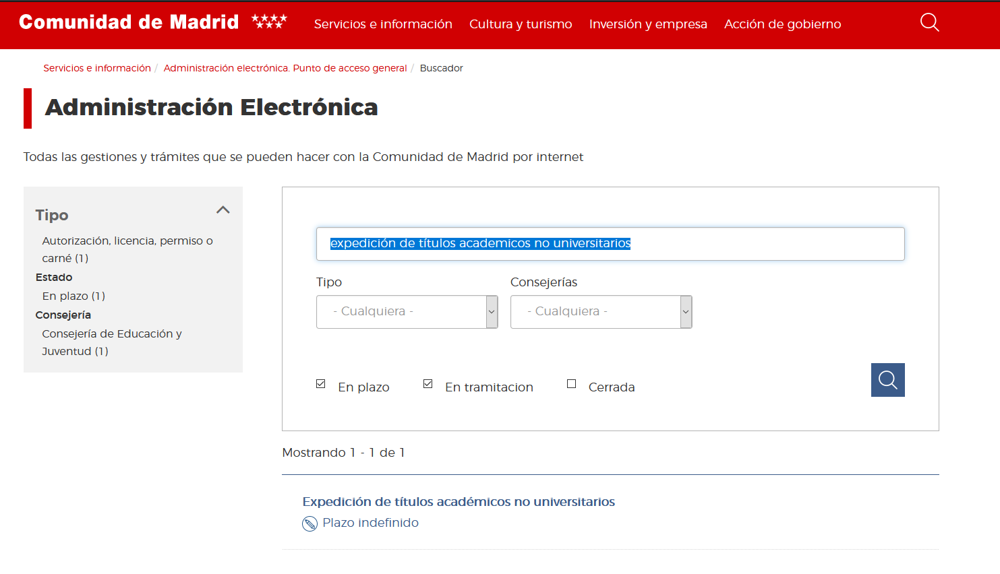 Comunidad de Madrid
Servicios e información
Cultura y turismo
Inversión y empresa
Acción de gobierno
Servicios e información / Administración electrónica. Punto de acceso general / Buscador
Administración Electrónica
Todas las gestiones y trámites que se pueden hacer con la Comunidad de Madrid por internet
Tipo
Autorización, licencia, permiso o
carné (1)
Estado
En plazo (1)
Consejería
Consejería de Educación y
Juventud (1)
expedición de títulos academicos no universitarios
Tipo
Consejerías
- Cualquiera -
- Cualquiera -
En plazo
En tramitacion
Cerrada
Mostrando 1 - 1 de 1
Expedición de títulos académicos no universitarios
Plazo indefinido